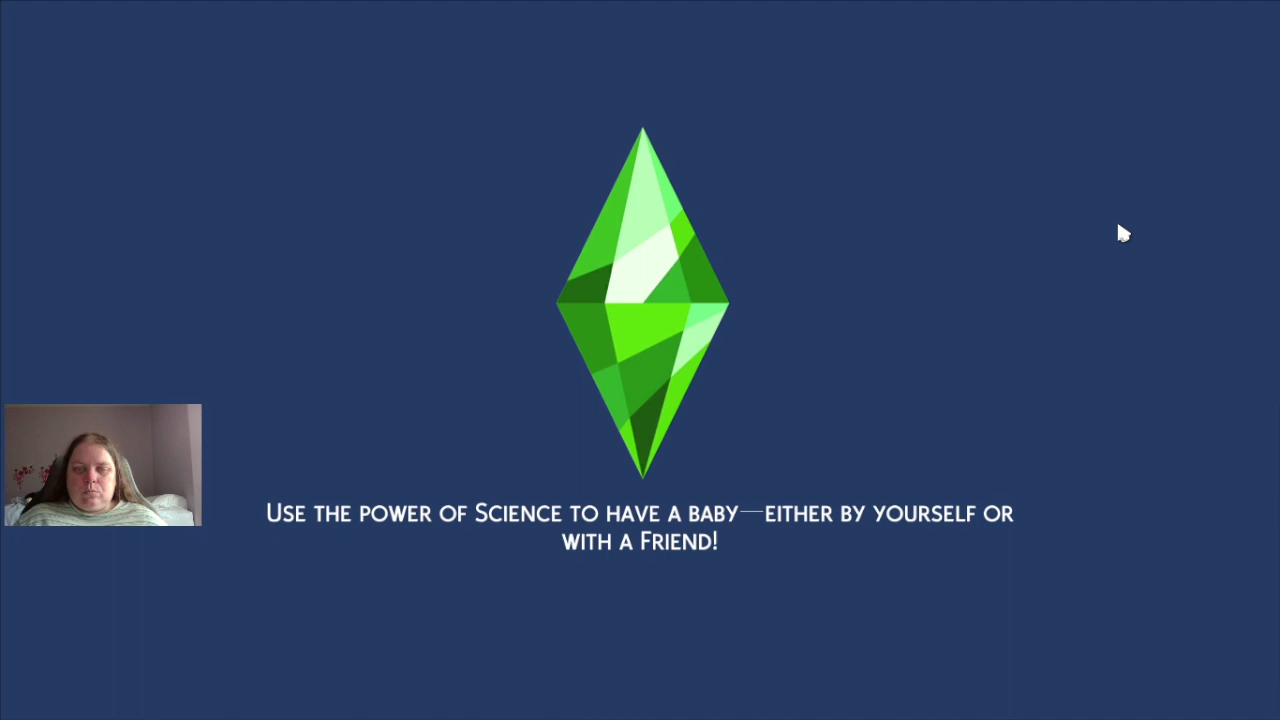 Use the power of Science to have a baby—either by yourself or
with a Friend!